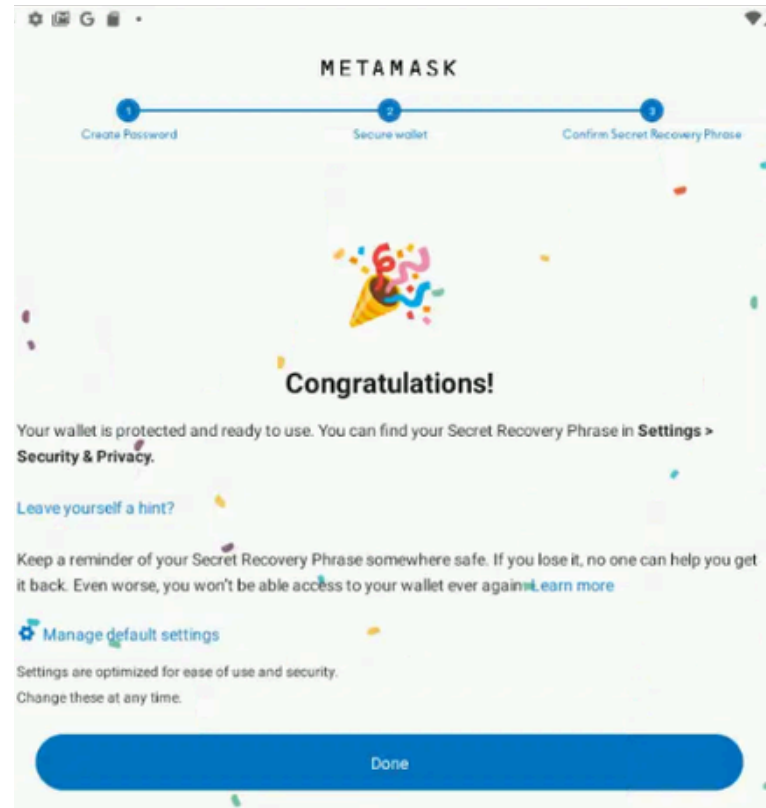 METAMASK
1 2 3
Create Password Secure wallet Confirm Secret Recovery Phrase
Congratulations!
Your wallet is protected and ready to use. You can find your Secret Recovery Phrase in Settings >
Security & Privacy.
Leave yourself a hint?
Keep a reminder of your Secret Recovery Phrase somewhere safe. If you lose it, no one can help you get
it back. Even worse, you won't be able access to your wallet ever again Learn more
Manage default settings
Settings are optimized for ease of use and security.
Change these at any time.
Done